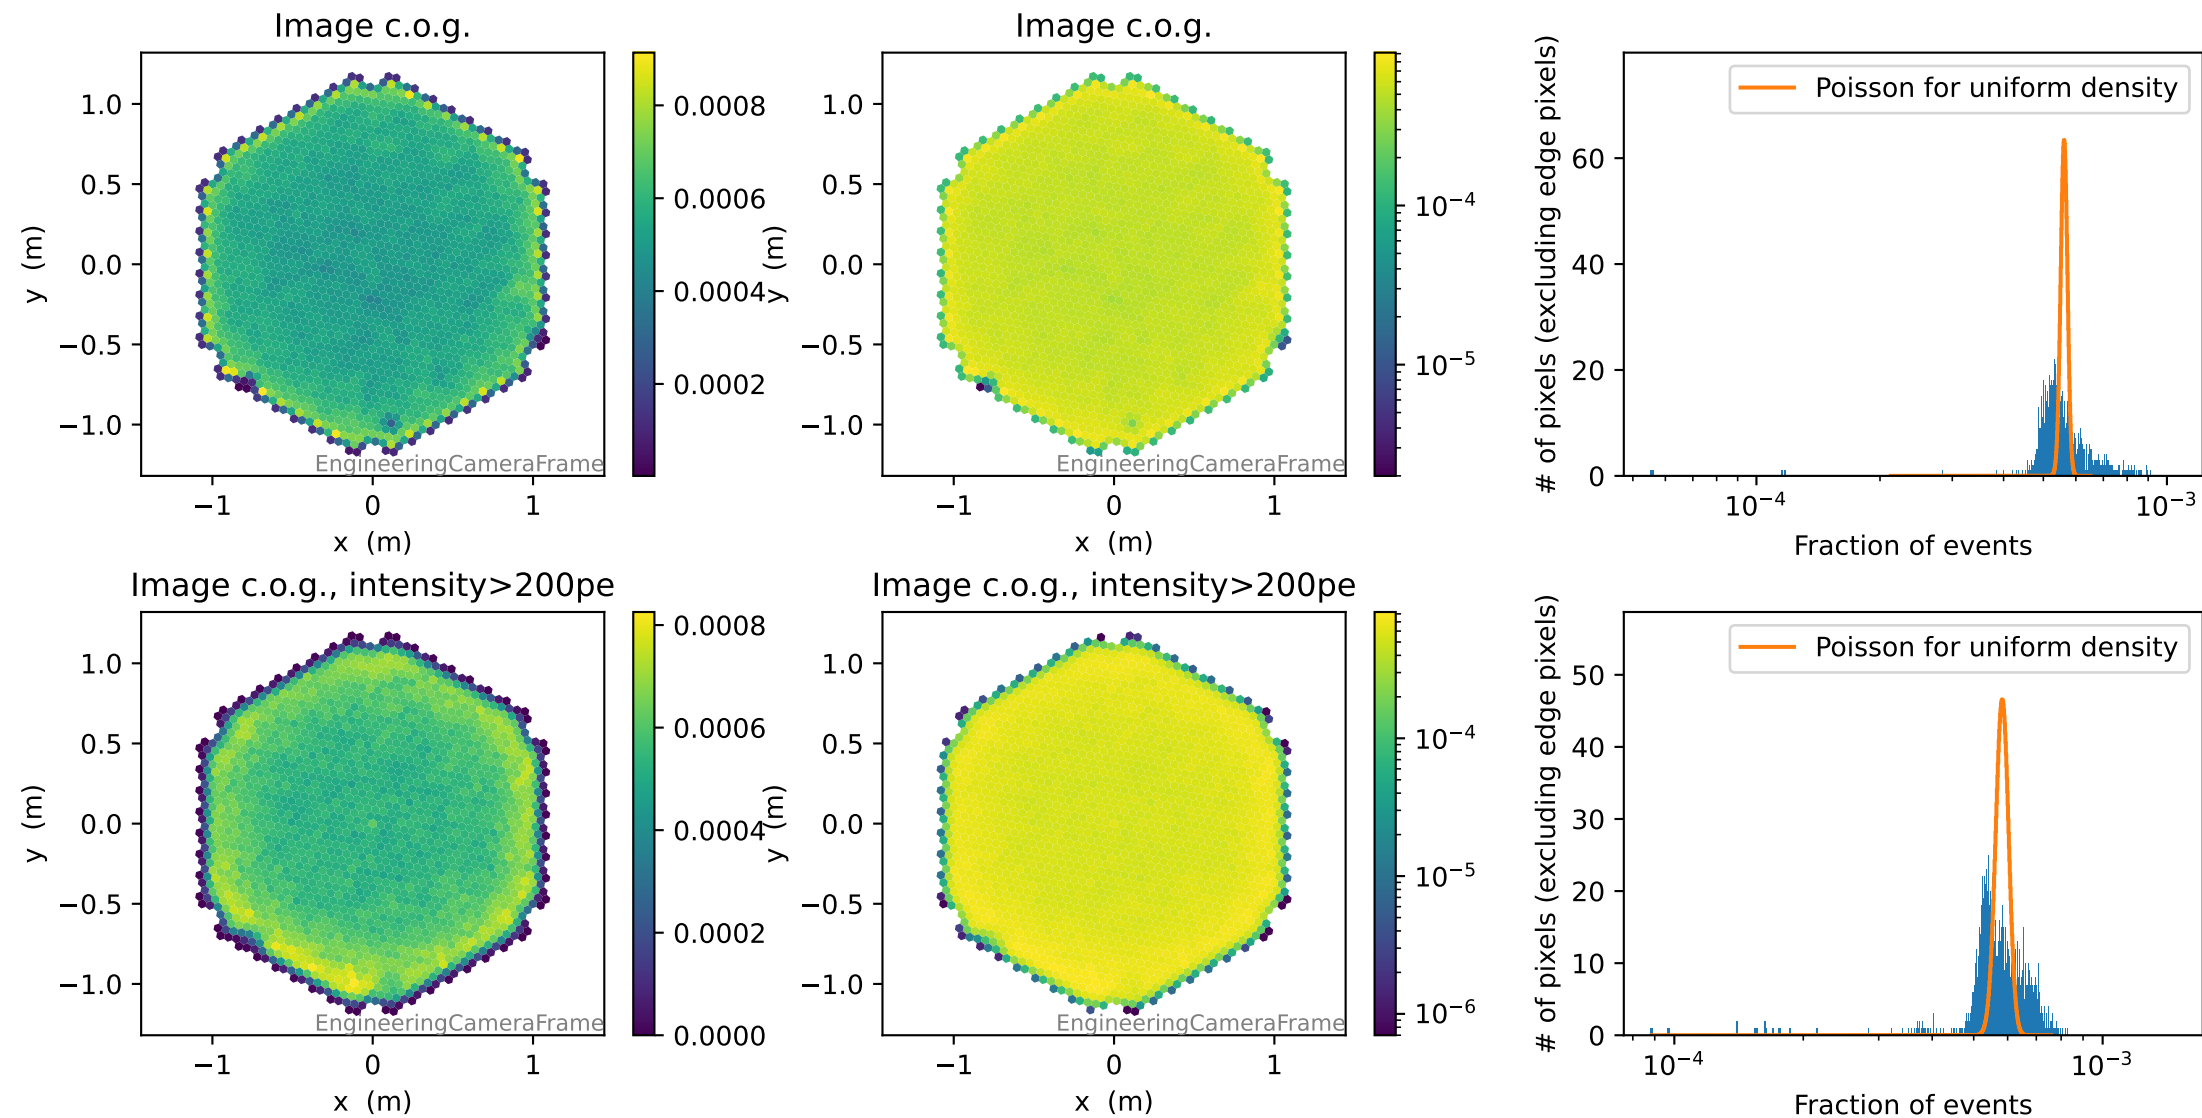 Image c.o.g.
1.0
0.5
0.0
−0.5
−1.0
y (m)
−1
0
1
x (m)
EngineeringCameraFrame
0.0008
0.0006
0.0004
0.0002
Image c.o.g.
1.0
0.5
0.0
−0.5
−1.0
y (m)
−1
0
1
x (m)
EngineeringCameraFrame
10⁻⁴
10⁻⁵
# of pixels (excluding edge pixels)
60
40
20
0
Poisson for uniform density
10⁻⁴
10⁻³
Fraction of events
Image c.o.g., intensity>200pe
1.0
0.5
0.0
−0.5
−1.0
y (m)
−1
0
1
x (m)
EngineeringCameraFrame
0.0008
0.0006
0.0004
0.0002
0.0000
Image c.o.g., intensity>200pe
1.0
0.5
0.0
−0.5
−1.0
y (m)
−1
0
1
x (m)
EngineeringCameraFrame
10⁻⁴
10⁻⁵
10⁻⁶
# of pixels (excluding edge pixels)
50
40
30
20
10
0
Poisson for uniform density
10⁻⁴
10⁻³
Fraction of events